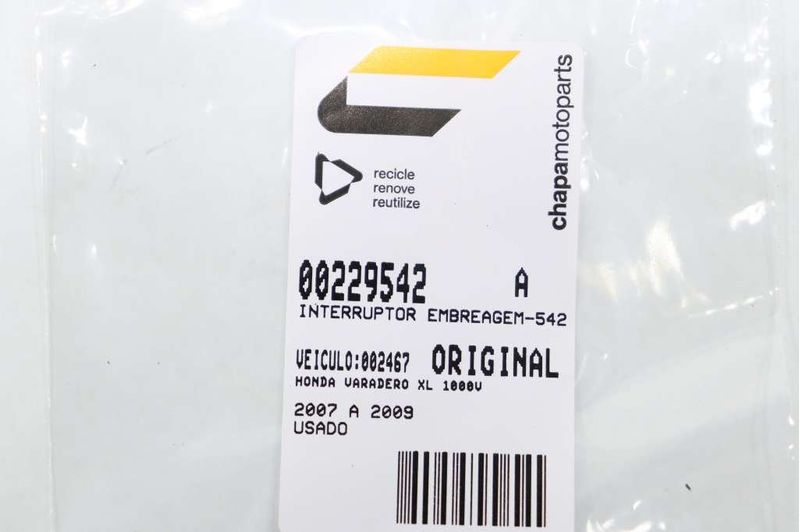 chapamotoparts
recicle
renove
reutilize
00229542 A
INTERRUPTOR EMBREAGEM-542
VEICULO:002467 ORIGINAL
HONDA VARADERO XL 1000V
2007 A 2009
USADO